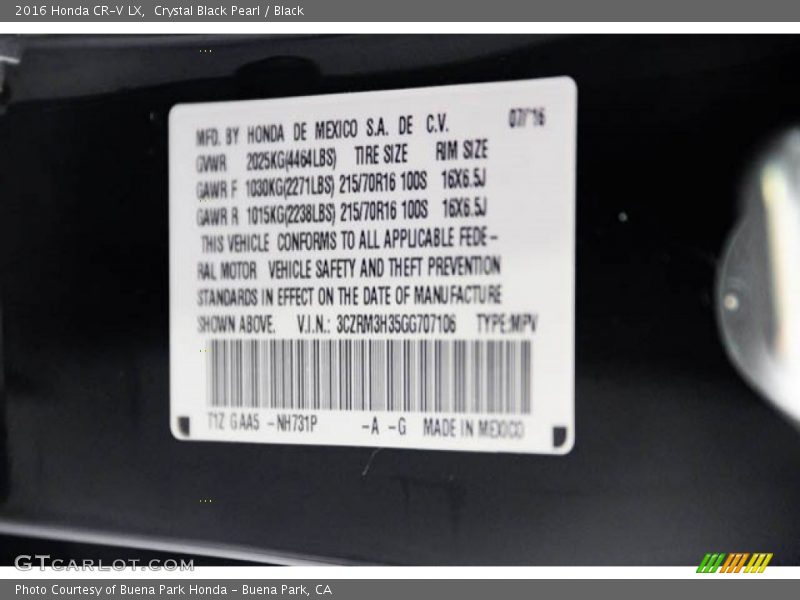 2016 Honda CR-V LX,  Crystal Black Pearl / Black
07/16
MFD. BY HONDA DE MEXICO S.A. DE C.V.
GVWR 2025KG(4464LBS) TIRE SIZE RIM SIZE
GAWR F 1030KG(2271LBS) 215/70R16 100S 16X6.5J
GAWR R 1015KG(2238LBS) 215/70R16 100S 16X6.5J
THIS VEHICLE CONFORMS TO ALL APPLICABLE FEDE-
RAL MOTOR VEHICLE SAFETY AND THEFT PREVENTION
STANDARDS IN EFFECT ON THE DATE OF MANUFACTURE
SHOWN ABOVE. V.I.N.: 3CZRM3H35GG707106 TYPE:MPV
T1Z GAA5 -NH731P -A -G MADE IN MEXICO
GTCARLOT.COM
Photo Courtesy of Buena Park Honda - Buena Park, CA